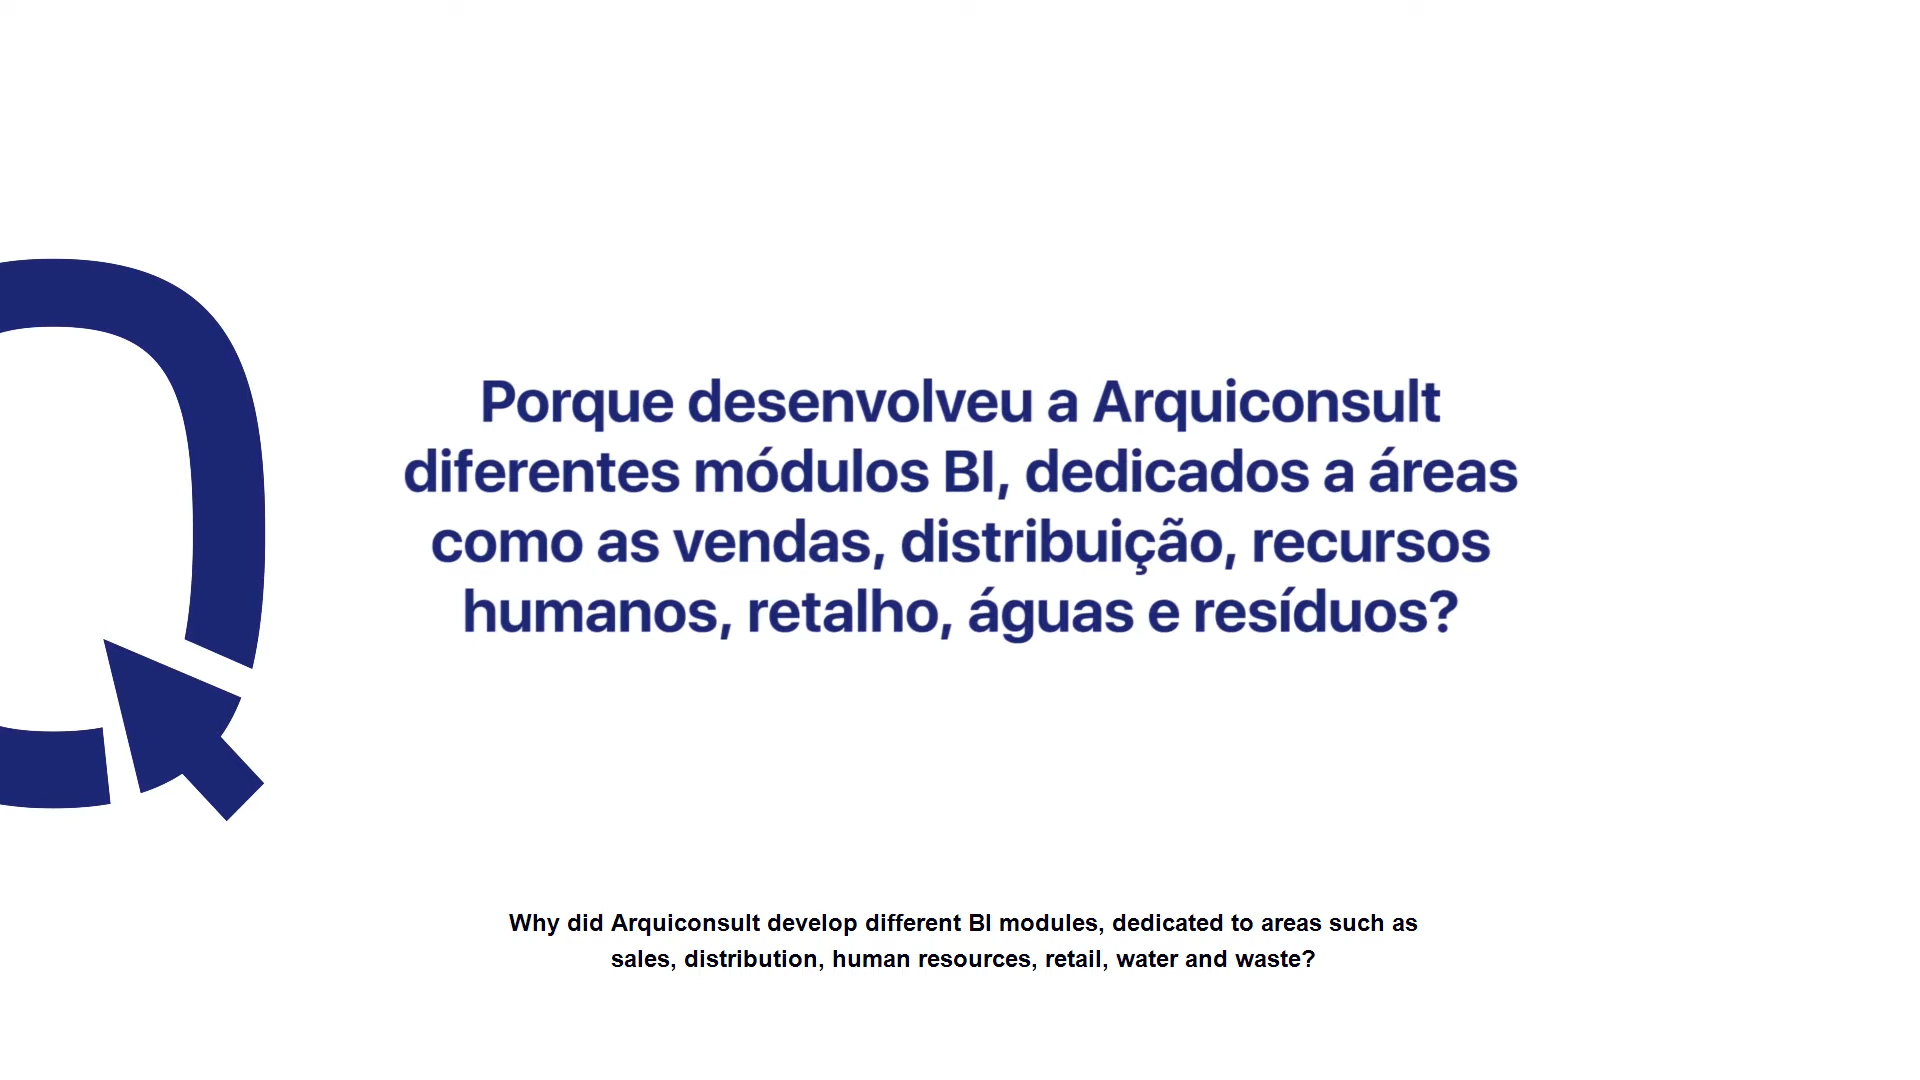 Porque desenvolveu a Arquiconsult
diferentes módulos BI, dedicados a áreas
como as vendas, distribuição, recursos
humanos, retalho, águas e resíduos?
Why did Arquiconsult develop different BI modules, dedicated to areas such as
sales, distribution, human resources, retail, water and waste?